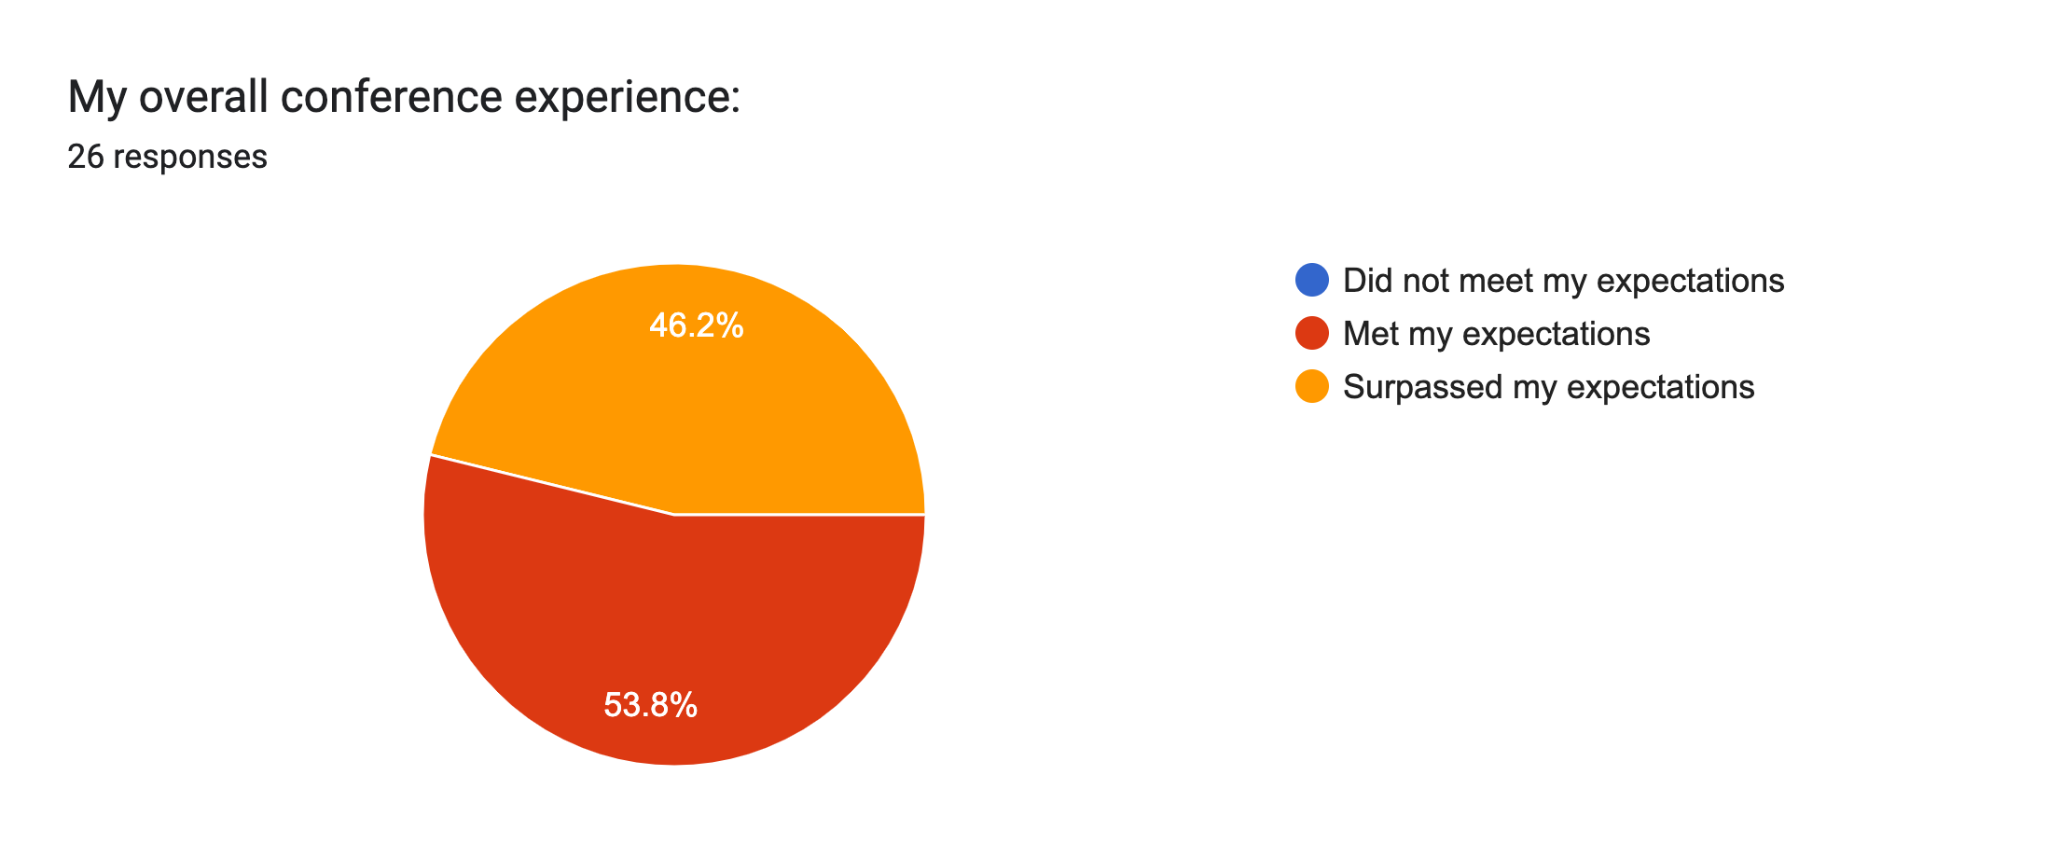 My overall conference experience:
26 responses
46.2%
53.8%
Did not meet my expectations
Met my expectations
Surpassed my expectations